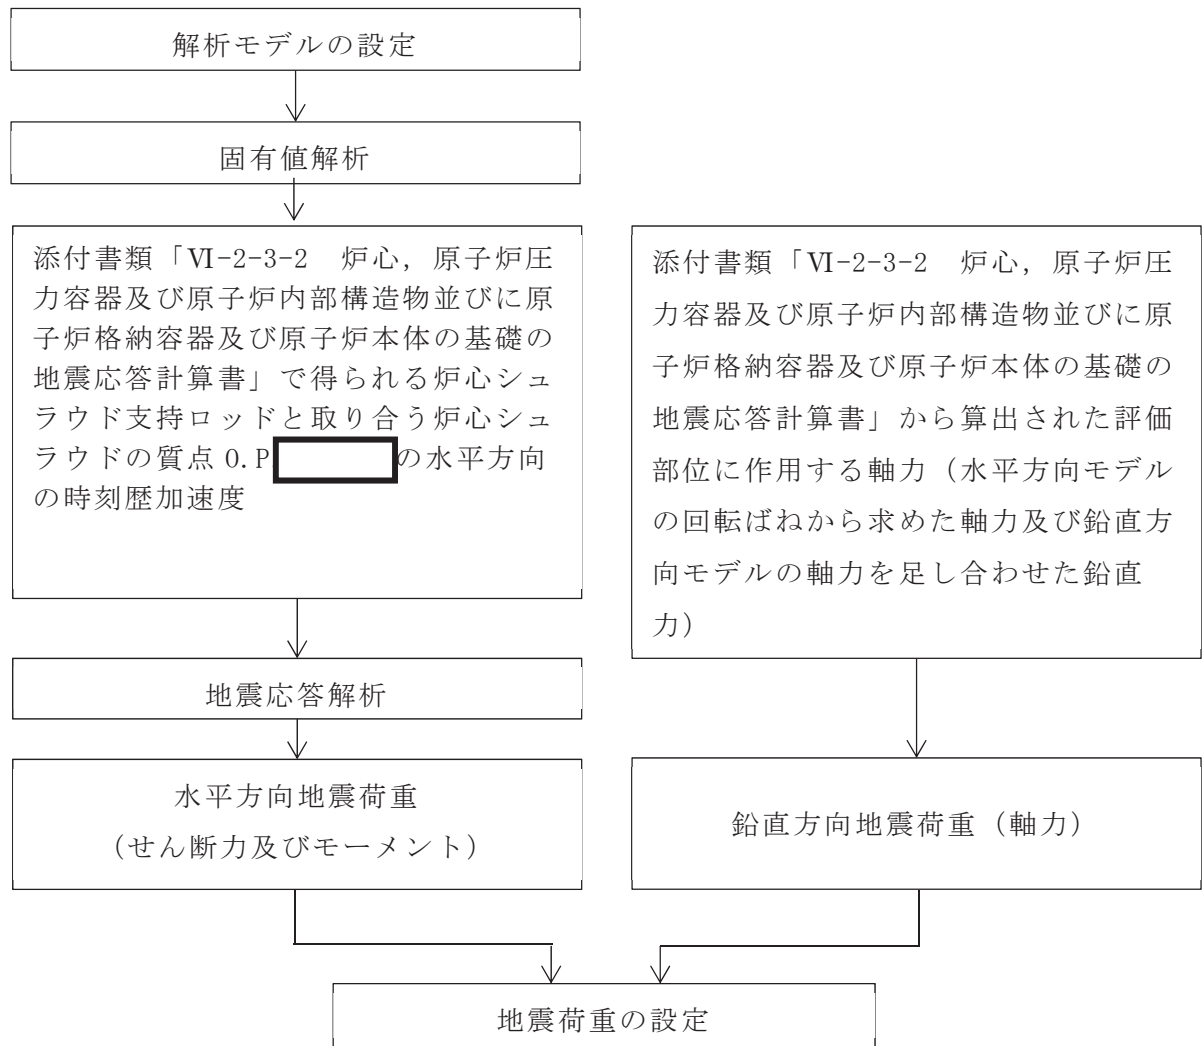 解析モデルの設定
固有値解析
添付書類「Ⅵ-2-3-2　炉心，原子炉圧
力容器及び原子炉内部構造物並びに原
子炉格納容器及び原子炉本体の基礎の
地震応答計算書」で得られる炉心シュ
ラウド支持ロッドと取り合う炉心シュ
ラウドの質点 O.P の水平方向
の時刻歴加速度
添付書類「Ⅵ-2-3-2　炉心，原子炉圧
力容器及び原子炉内部構造物並びに原
子炉格納容器及び原子炉本体の基礎の
地震応答計算書」から算出された評価
部位に作用する軸力（水平方向モデル
の回転ばねから求めた軸力及び鉛直方
向モデルの軸力を足し合わせた鉛直
力）
地震応答解析
水平方向地震荷重
（せん断力及びモーメント）
鉛直方向地震荷重（軸力）
地震荷重の設定